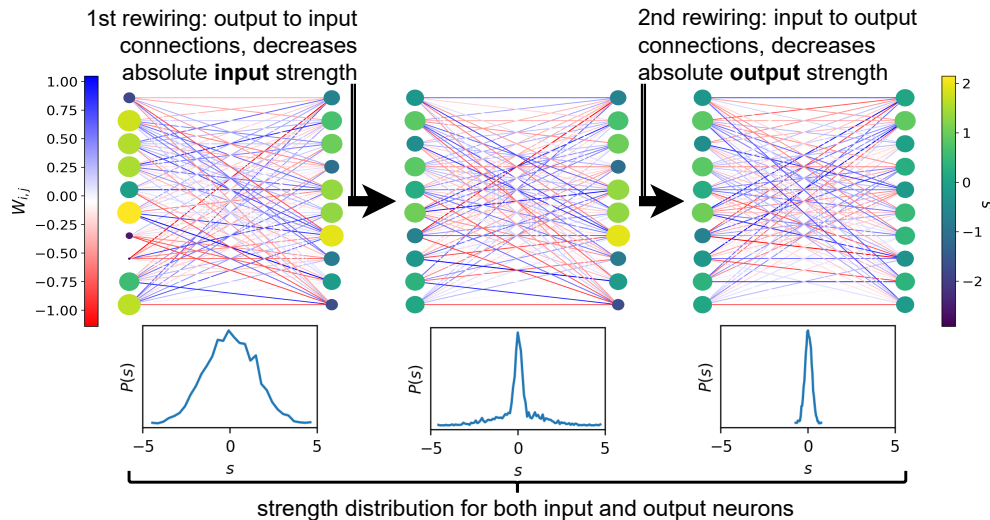 1st rewiring: output to input
connections, decreases
absolute input strength
2nd rewiring: input to output
connections, decreases
absolute output strength
1.00
0.75
0.50
0.25
0.00
−0.25
−0.50
−0.75
−1.00
W_{i,j}
2
1
0
−1
−2
s
P(s)
−5
0
5
s
P(s)
−5
0
5
s
P(s)
−5
0
5
s
strength distribution for both input and output neurons